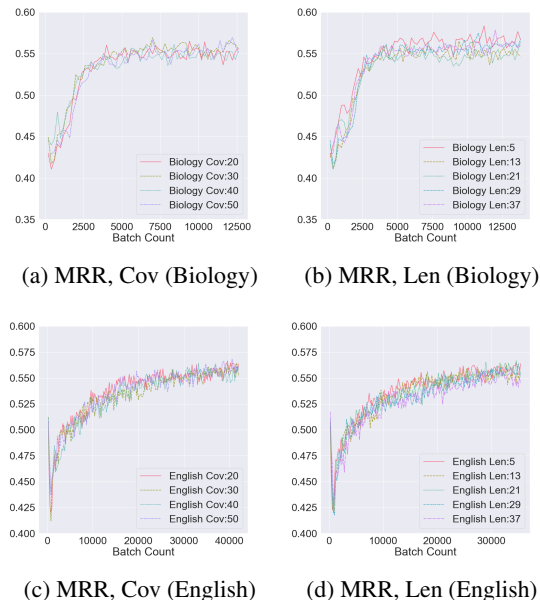 0.60
0.55
0.50
0.45
0.40
0.35
0 2500 5000 7500 10000 12500
Batch Count
Biology Cov:20
Biology Cov:30
Biology Cov:40
Biology Cov:50
(a) MRR, Cov (Biology)
0.60
0.55
0.50
0.45
0.40
0.35
0 2500 5000 7500 10000 12500
Batch Count
Biology Len:5
Biology Len:13
Biology Len:21
Biology Len:29
Biology Len:37
(b) MRR, Len (Biology)
0.600
0.575
0.550
0.525
0.500
0.475
0.450
0.425
0.400
0 10000 20000 30000 40000
Batch Count
English Cov:20
English Cov:30
English Cov:40
English Cov:50
(c) MRR, Cov (English)
0.600
0.575
0.550
0.525
0.500
0.475
0.450
0.425
0.400
0 10000 20000 30000
Batch Count
English Len:5
English Len:13
English Len:21
English Len:29
English Len:37
(d) MRR, Len (English)